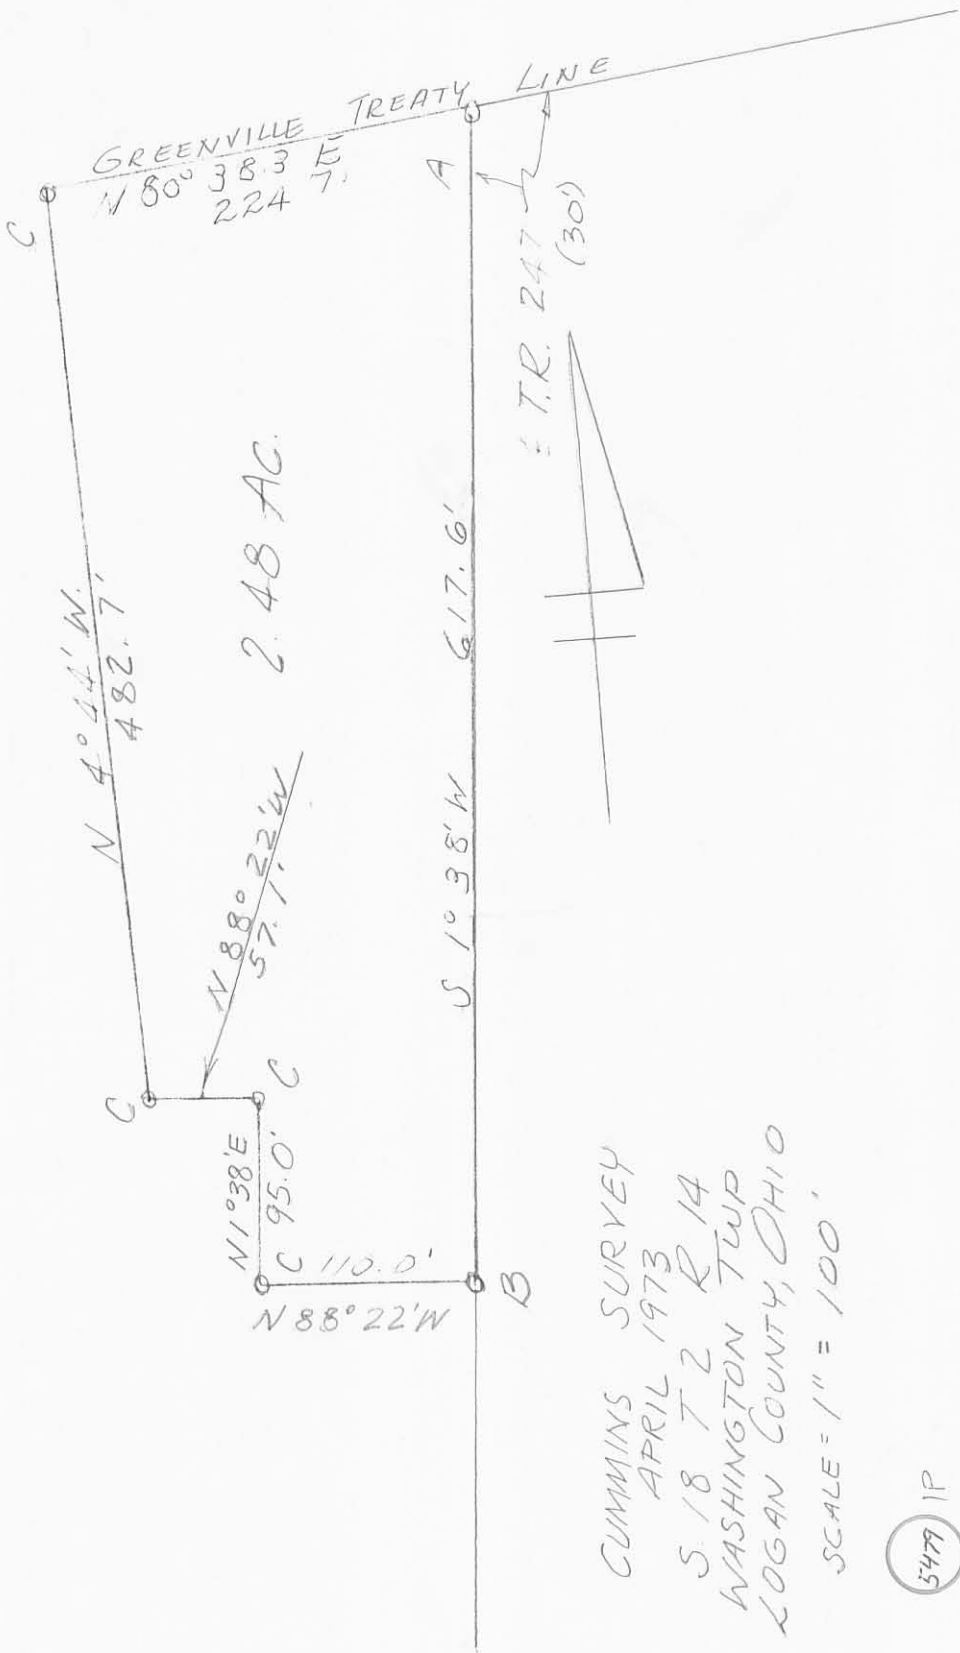 GREENVILLE TREATY LINE
N 80° 38.3 E
224.7'
C
A
T.R. 247
(30')
N 4° 44' W.
482.7'
2.48 AC.
S 1° 38' W 617.6'
N 88° 22' W
57.1'
C
C
N 1° 38' E
95.0'
C
110.0'
N 88° 22' W
B
CUMMINS SURVEY
APRIL 1973
S. 18 T 2 R 14
WASHINGTON TWP
LOGAN COUNTY, OHIO
SCALE = 1" = 100'
5479
1P